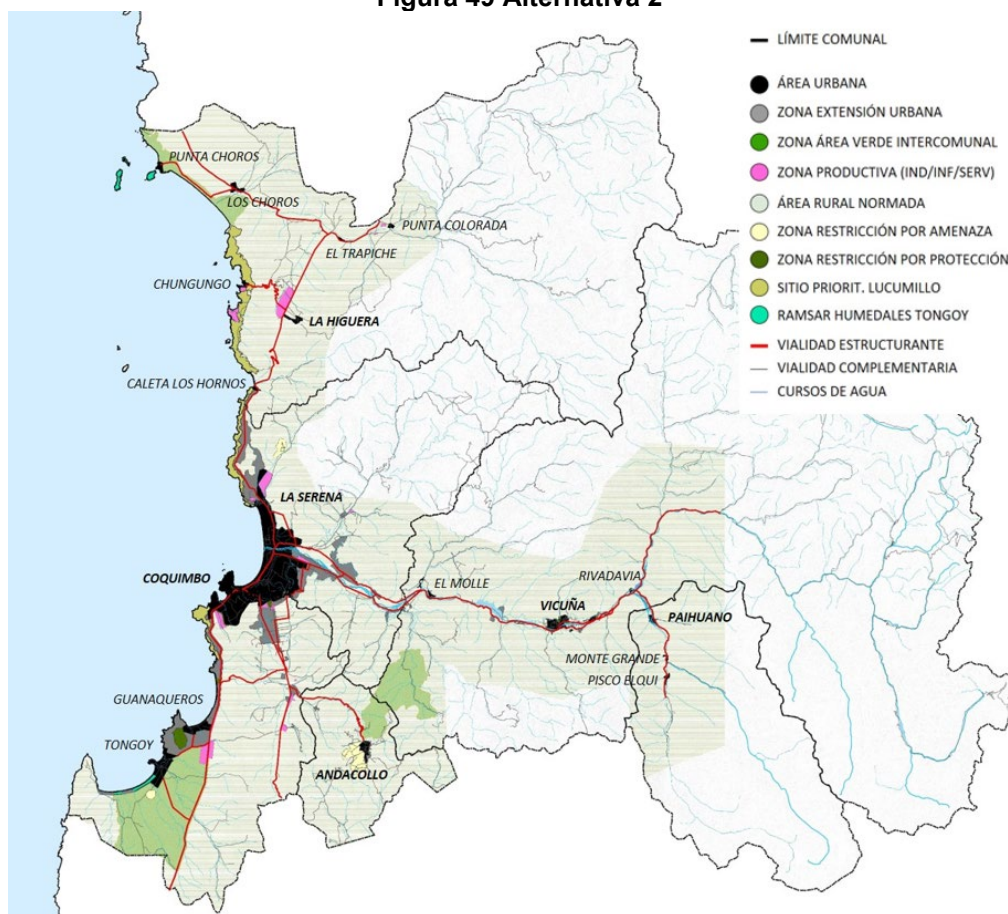 Figura 49 Alternativa 2
LÍMITE COMUNAL
ÁREA URBANA
ZONA EXTENSIÓN URBANA
ZONA ÁREA VERDE INTERCOMUNAL
ZONA PRODUCTIVA (IND/INF/SERV)
ÁREA RURAL NORMADA
ZONA RESTRICCIÓN POR AMENAZA
ZONA RESTRICCIÓN POR PROTECCIÓN
SITIO PRIORIT. LUCUMILLO
RAMSAR HUMEDALES TONGOY
VIALIDAD ESTRUCTURANTE
VIALIDAD COMPLEMENTARIA
CURSOS DE AGUA
PUNTA CHOROS
LOS CHOROS
PUNTA COLORADA
EL TRAPICHE
CHUNGUNGO
LA HIGUERA
CALETA LOS HORNOS
LA SERENA
COQUIMBO
EL MOLLE
RIVADAVIA
VICUÑA
PAIHUANO
MONTE GRANDE
PISCO ELQUI
GUANAQUEROS
TONGOY
ANDACOLLO